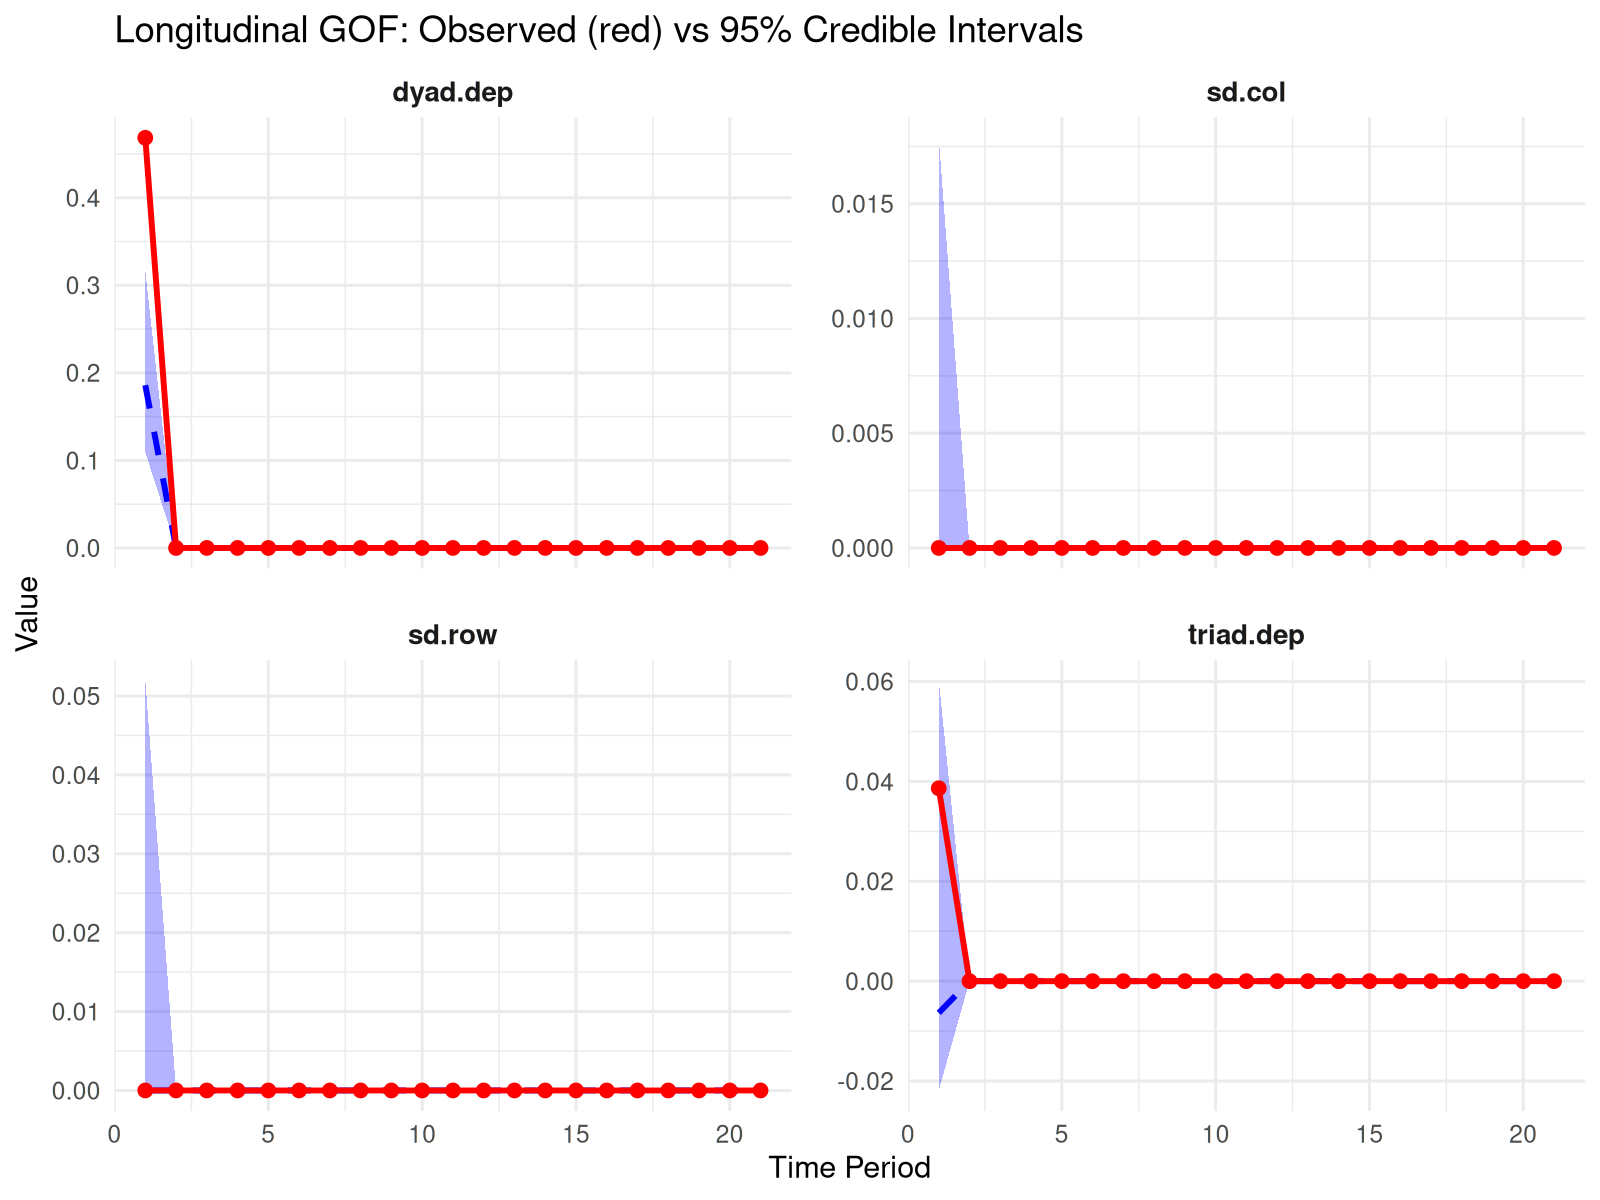 Longitudinal GOF: Observed (red) vs 95% Credible Intervals
dyad.dep
sd.col
0.4
0.3
0.2
0.1
0.0
0.015
0.010
0.005
0.000
Value
sd.row
triad.dep
0.05
0.04
0.03
0.02
0.01
0.00
0.06
0.04
0.02
0.00
-0.02
0 5 10 15 20
0 5 10 15 20
Time Period